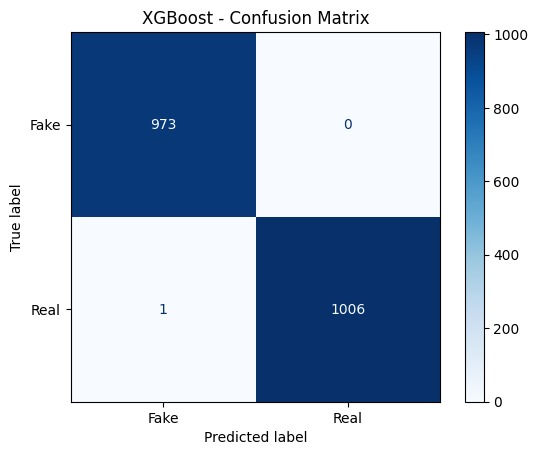 XGBoost - Confusion Matrix
Fake
973
0
Real
1
1006
True label
Fake
Real
Predicted label
1000
800
600
400
200
0